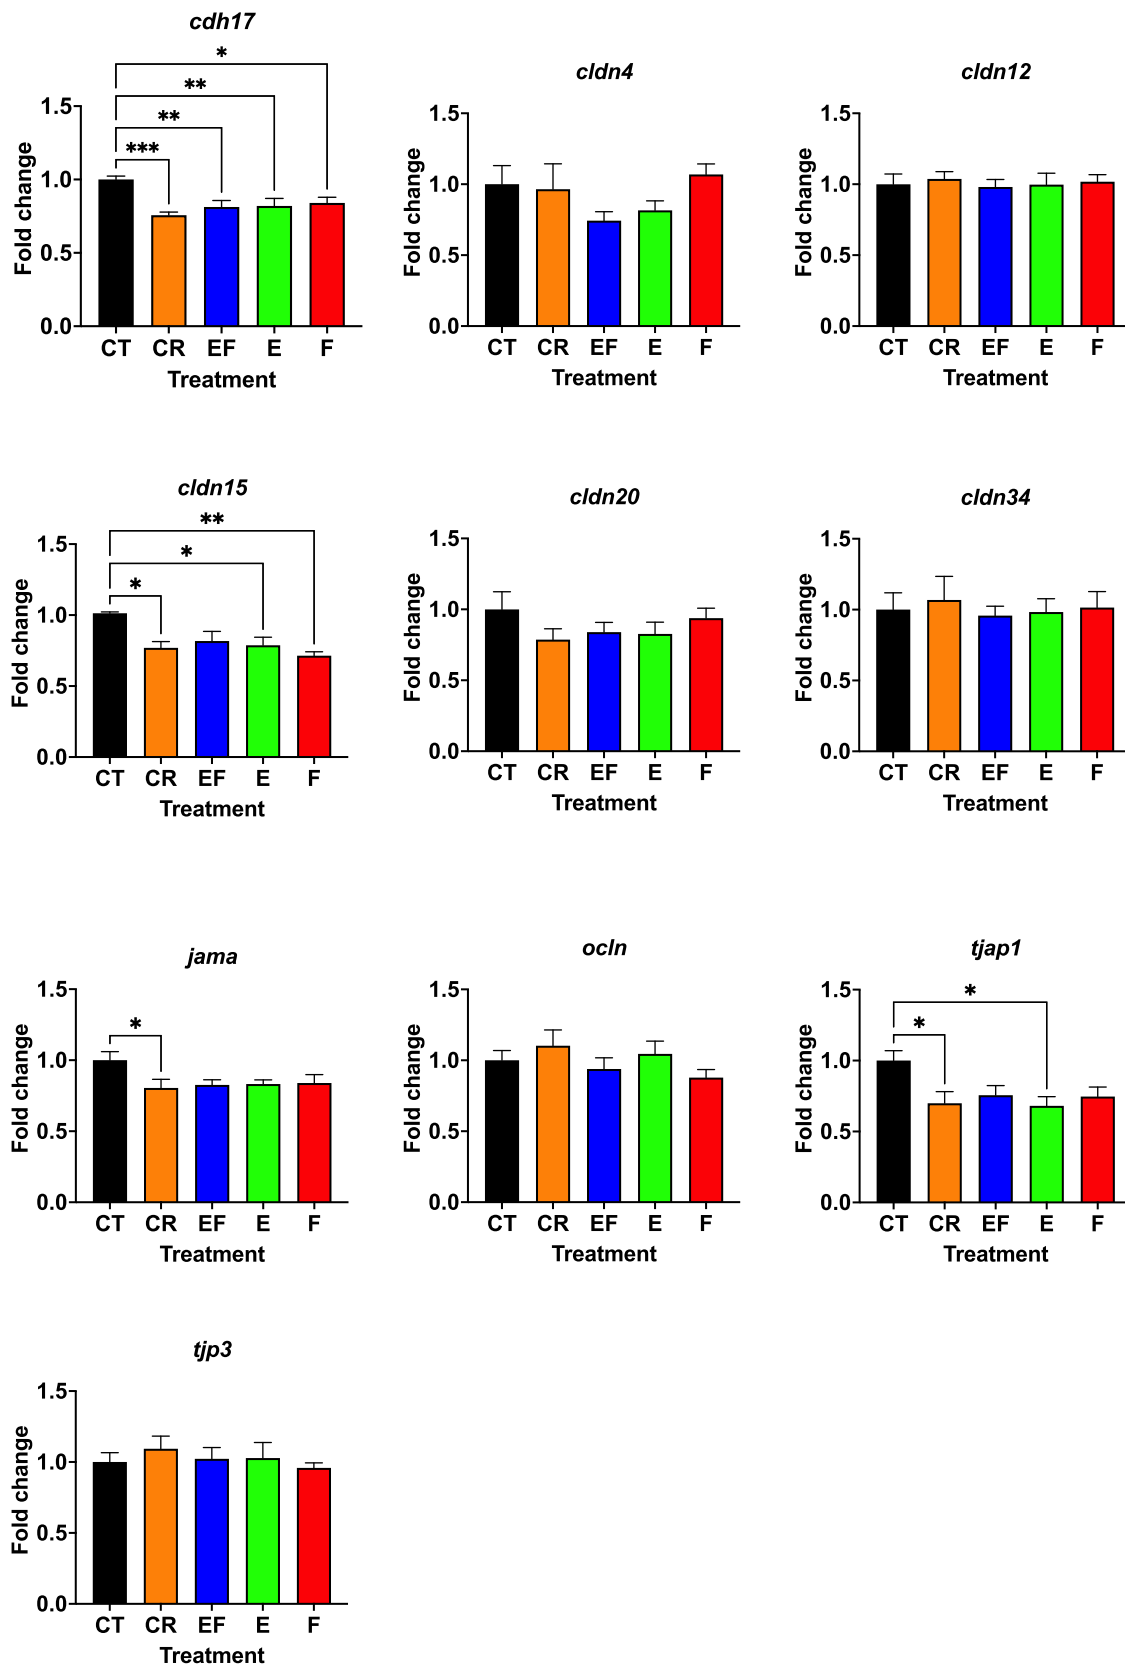 cdh17
*
**
**
***
1.5
1.0
0.5
0.0
Fold change
CT CR EF E F
Treatment
cldn4
1.5
1.0
0.5
0.0
Fold change
CT CR EF E F
Treatment
cldn12
1.5
1.0
0.5
0.0
Fold change
CT CR EF E F
Treatment
cldn15
**
*
*
1.5
1.0
0.5
0.0
Fold change
CT CR EF E F
Treatment
cldn20
1.5
1.0
0.5
0.0
Fold change
CT CR EF E F
Treatment
cldn34
1.5
1.0
0.5
0.0
Fold change
CT CR EF E F
Treatment
jama
*
1.5
1.0
0.5
0.0
Fold change
CT CR EF E F
Treatment
ocln
1.5
1.0
0.5
0.0
Fold change
CT CR EF E F
Treatment
tjap1
*
*
1.5
1.0
0.5
0.0
Fold change
CT CR EF E F
Treatment
tjp3
1.5
1.0
0.5
0.0
Fold change
CT CR EF E F
Treatment